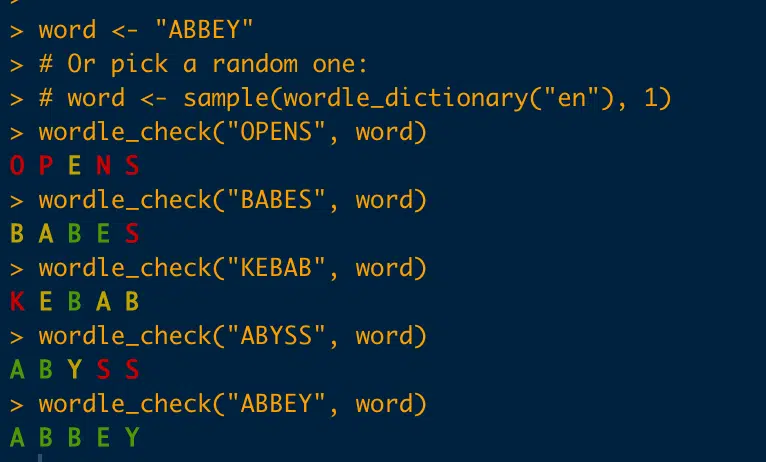 > word <- "ABBEY"
> # Or pick a random one:
> # word <- sample(wordle_dictionary("en"), 1)
> wordle_check("OPENS", word)
O P E N S
> wordle_check("BABES", word)
B A B E S
> wordle_check("KEBAB", word)
K E B A B
> wordle_check("ABYSS", word)
A B Y S S
> wordle_check("ABBEY", word)
A B B E Y